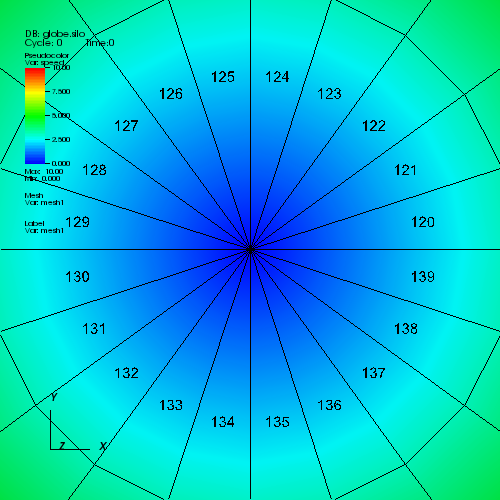 DB: globe.silo
Cycle: 0 Time:0
Pseudocolor
Var: speed
10.00
7.500
5.000
2.500
0.000
Max: 10.00
Min: 0.000
Mesh
Var: mesh1
Label
Var: mesh1
125 124
126 123
127 122
128 121
129 120
130 139
131 138
132 137
133 136
134 135
Y
Z X